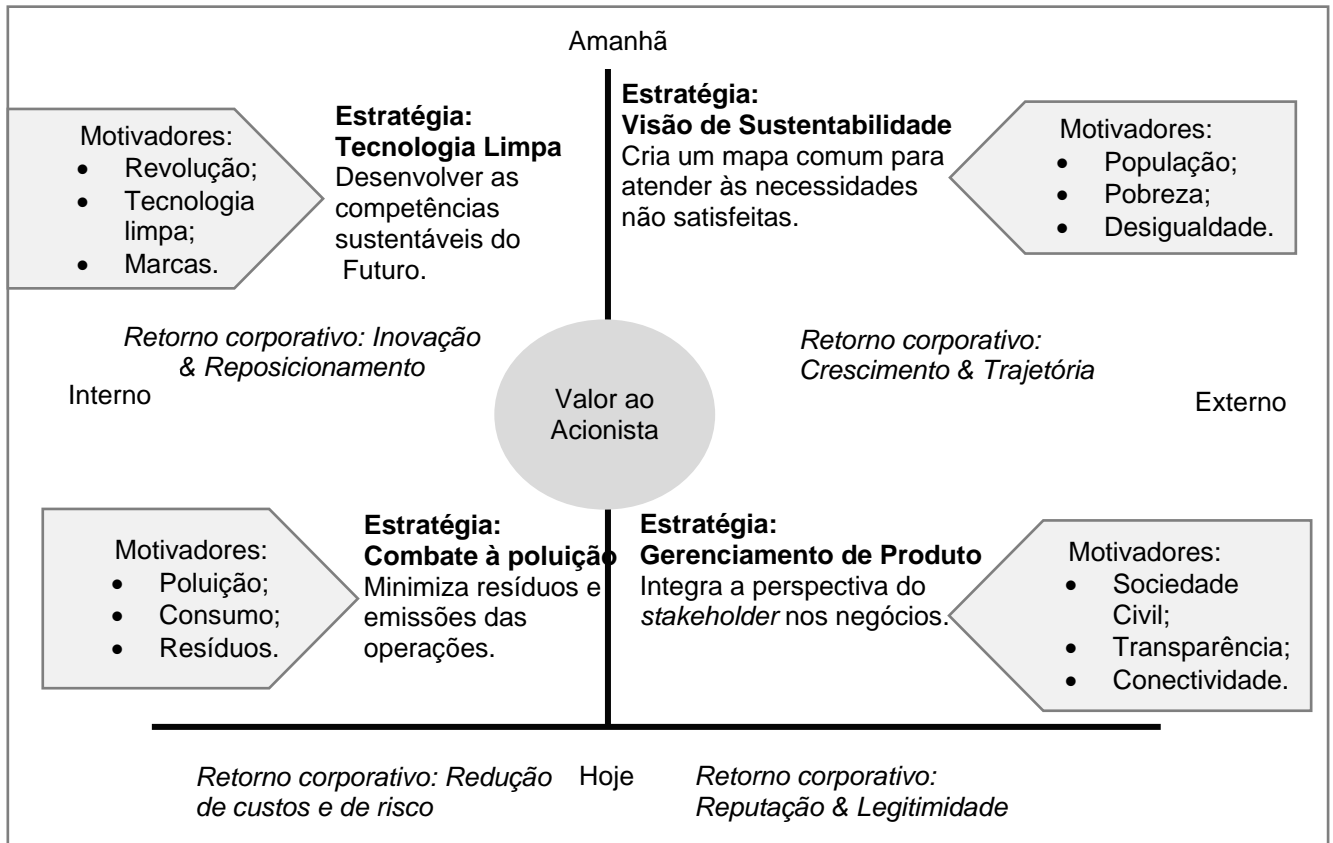 Amanhã
Motivadores:
• Revolução;
• Tecnologia
limpa;
• Marcas.
Estratégia:
Tecnologia Limpa
Desenvolver as
competências
sustentáveis do
Futuro.
Estratégia:
Visão de Sustentabilidade
Cria um mapa comum para
atender às necessidades
não satisfeitas.
Motivadores:
• População;
• Pobreza;
• Desigualdade.
Retorno corporativo: Inovação
& Reposicionamento
Retorno corporativo:
Crescimento & Trajetória
Interno
Valor ao
Acionista
Externo
Motivadores:
• Poluição;
• Consumo;
• Resíduos.
Estratégia:
Combate à poluição
Minimiza resíduos e
emissões das
operações.
Estratégia:
Gerenciamento de Produto
Integra a perspectiva do
stakeholder nos negócios.
Motivadores:
• Sociedade
Civil;
• Transparência;
• Conectividade.
Retorno corporativo: Redução
de custos e de risco
Hoje
Retorno corporativo:
Reputação & Legitimidade